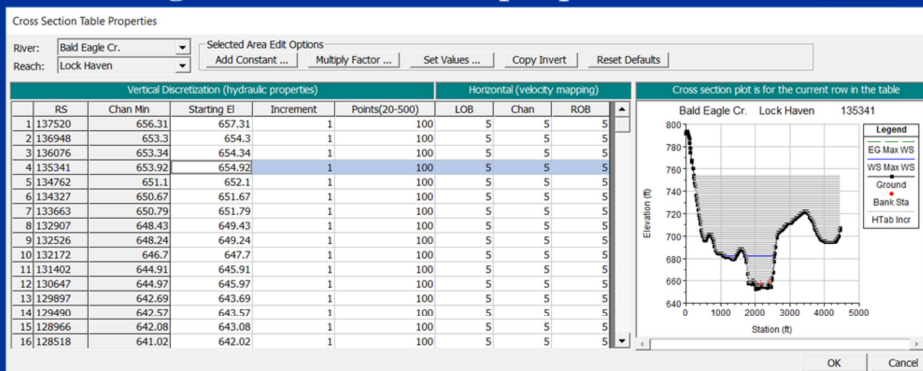 Cross Section Table Properties
River: Bald Eagle Cr.
Reach: Lock Haven
Selected Area Edit Options
Add Constant ... Multiply Factor ... Set Values ... Copy Invert Reset Defaults
Vertical Discretization (hydraulic properties) Horizontal (velocity mapping) Cross section plot is for the current row in the table
RS Chan Min Starting El Increment Points(20-500) LOB Chan ROB
1 137520 656.31 657.31 1 100 5 5 5
2 136948 653.3 654.3 1 100 5 5 5
3 136076 653.34 654.34 1 100 5 5 5
4 135341 653.92 654.92 1 100 5 5 5
5 134762 651.1 652.1 1 100 5 5 5
6 134327 650.67 651.67 1 100 5 5 5
7 133663 650.79 651.79 1 100 5 5 5
8 132907 648.43 649.43 1 100 5 5 5
9 132526 648.24 649.24 1 100 5 5 5
10 132172 646.7 647.7 1 100 5 5 5
11 131402 644.91 645.91 1 100 5 5 5
12 130647 644.97 645.97 1 100 5 5 5
13 129897 642.69 643.69 1 100 5 5 5
14 129490 642.57 643.57 1 100 5 5 5
15 128966 642.08 643.08 1 100 5 5 5
16 128518 641.02 642.02 1 100 5 5 5
Bald Eagle Cr. Lock Haven 135341
Legend
EG Max WS
WS Max WS
Ground
Bank Sta
HTab Incr
Elevation (ft)
800
780
760
740
720
700
680
660
640
0 1000 2000 3000 4000 5000
Station (ft)
OK Cancel